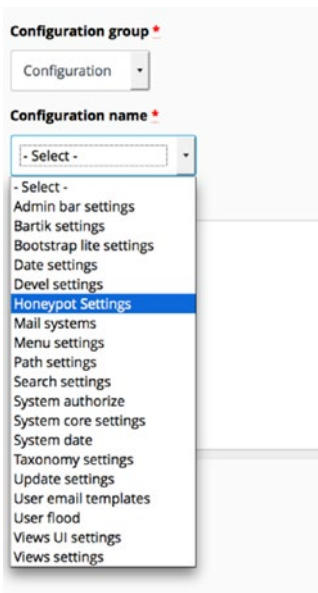 Configuration group *
Configuration
Configuration name *
- Select -
- Select -
Admin bar settings
Bartik settings
Bootstrap lite settings
Date settings
Devel settings
Honeypot Settings
Mail systems
Menu settings
Path settings
Search settings
System authorize
System core settings
System date
Taxonomy settings
Update settings
User email templates
User flood
Views UI settings
Views settings